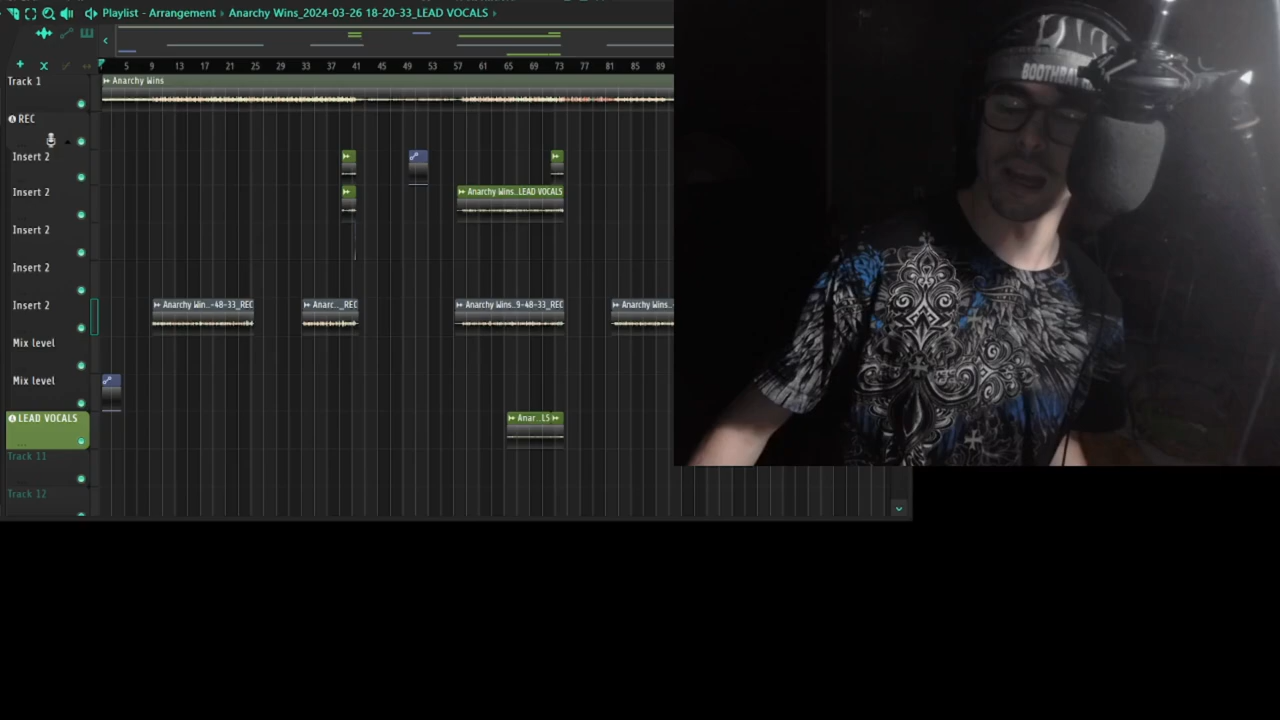 Playlist - Arrangement › Anarchy Wins_2024-03-26 18-20-33_LEAD VOCALS ›
5 9 13 17 21 25 29 33 37 41 45 49 53 57 61 65 69 73 77 81 85 89
Track 1
Anarchy Wins
REC
Insert 2
Insert 2
Anarchy Wins..LEAD VOCALS
Insert 2
Insert 2
Insert 2
Anarchy Win..-48-33_REC
Anarc..._REC
Anarchy Wins..9-48-33_REC
Anarchy Wins..
Mix level
Mix level
LEAD VOCALS
Anar..LS
Track 11
Track 12
BOOTHBA